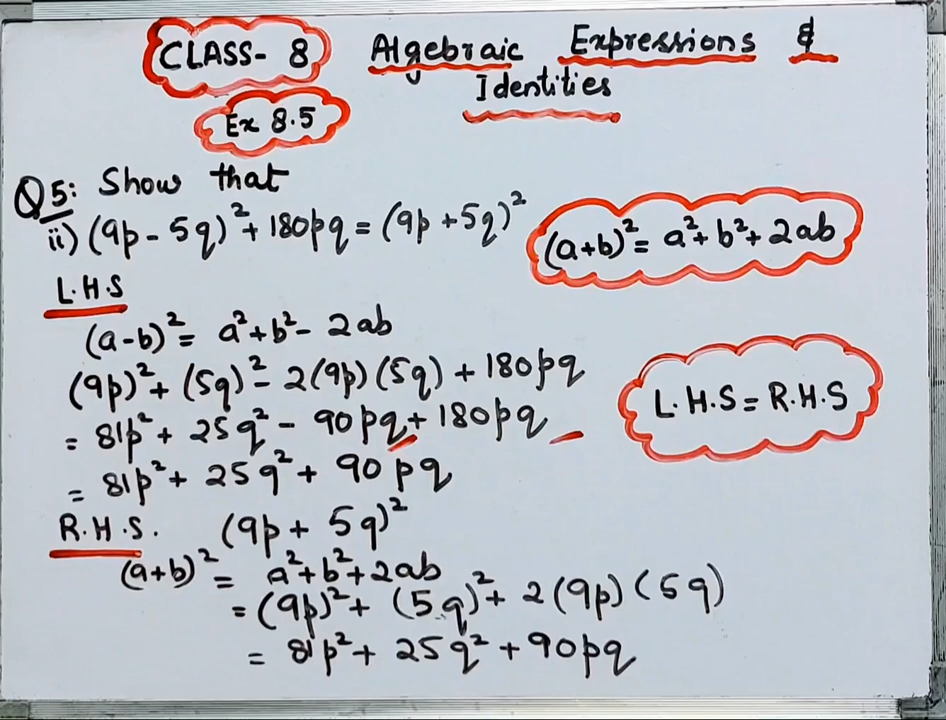 CLASS- 8
Algebraic Expressions &
Identities
Ex 8.5
Q5: Show that
ii) (9p - 5q)² + 180pq = (9p + 5q)²
(a+b)² = a² + b² + 2ab
L.H.S
(a-b)² = a² + b² - 2ab
(9p)² + (5q)² - 2(9p)(5q) + 180pq
L.H.S = R.H.S
= 81p² + 25q² - 90pq + 180pq
= 81p² + 25q² + 90pq
R.H.S. (9p + 5q)²
(a+b)² = a² + b² + 2ab
= (9p)² + (5q)² + 2(9p)(5q)
= 81p² + 25q² + 90pq